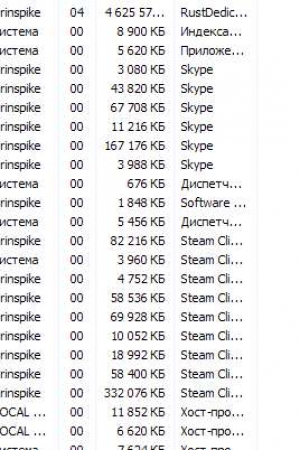 rinspike 04 4 625 57... RustDedic...
истема 00 8 900 КБ Индекса...
истема 00 5 620 КБ Приложе...
rinspike 00 3 080 КБ Skype
rinspike 00 43 820 КБ Skype
rinspike 00 67 708 КБ Skype
rinspike 00 11 216 КБ Skype
rinspike 00 167 176 КБ Skype
rinspike 00 3 988 КБ Skype
истема 00 676 КБ Диспетч...
rinspike 00 1 848 КБ Software ...
истема 00 5 456 КБ Диспетч...
rinspike 00 82 216 КБ Steam Cli...
истема 00 3 960 КБ Steam Cli...
rinspike 00 4 752 КБ Steam Cli...
rinspike 00 58 536 КБ Steam Cli...
rinspike 00 69 928 КБ Steam Cli...
rinspike 00 10 052 КБ Steam Cli...
rinspike 00 18 992 КБ Steam Cli...
rinspike 00 58 400 КБ Steam Cli...
rinspike 00 332 076 КБ Steam Cli...
OCAL ... 00 11 852 КБ Хост-про...
OCAL ... 00 6 620 КБ Хост-про...
истема 00 7 624 КБ Хост-про...